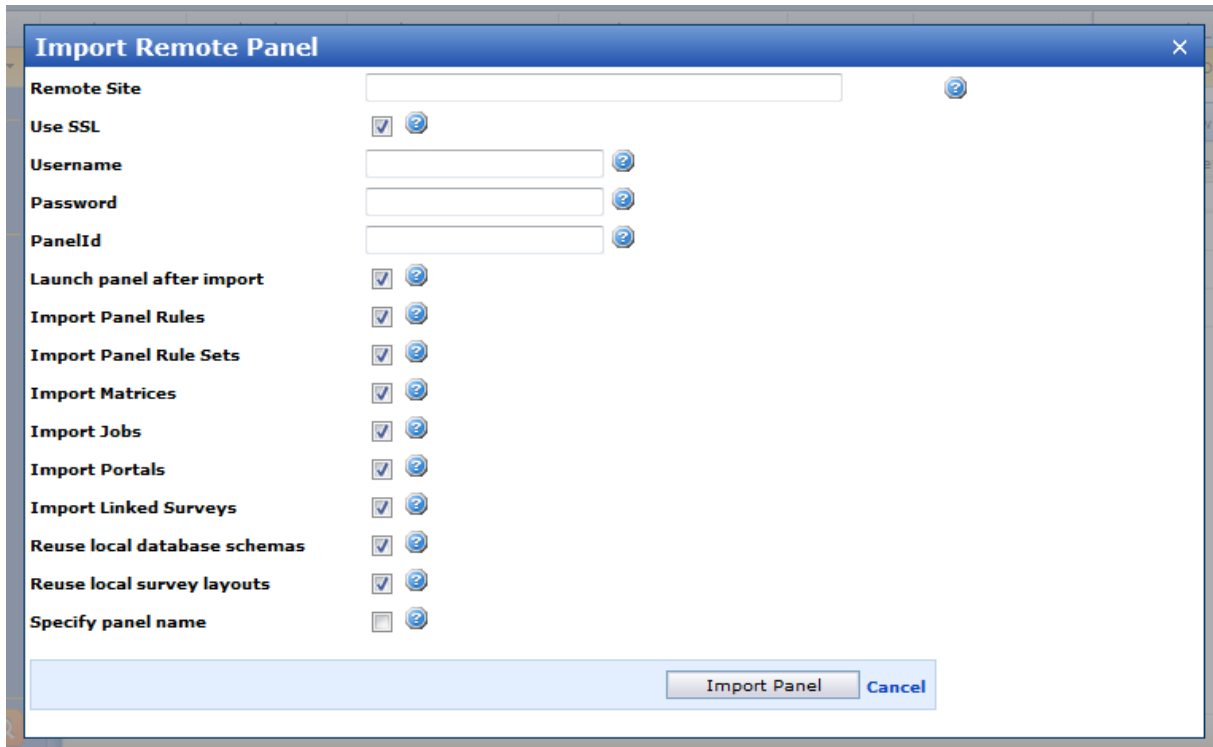 Import Remote Panel
Remote Site
Use SSL
Username
Password
PanelId
Launch panel after import
Import Panel Rules
Import Panel Rule Sets
Import Matrices
Import Jobs
Import Portals
Import Linked Surveys
Reuse local database schemas
Reuse local survey layouts
Specify panel name
Import Panel Cancel